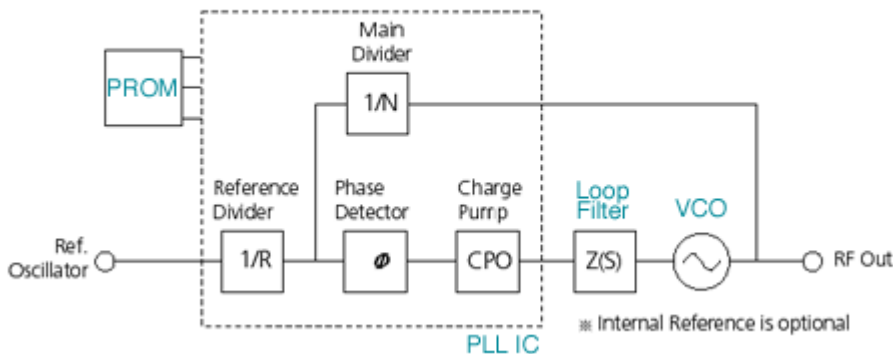 Main
Divider
PROM
1/N
Reference
Divider
Phase
Detector
Charge
Pump
Loop
Filter
VCO
Ref.
Oscillator
1/R
Φ
CPO
Z(S)
RF Out
※ Internal Reference is optional
PLL IC